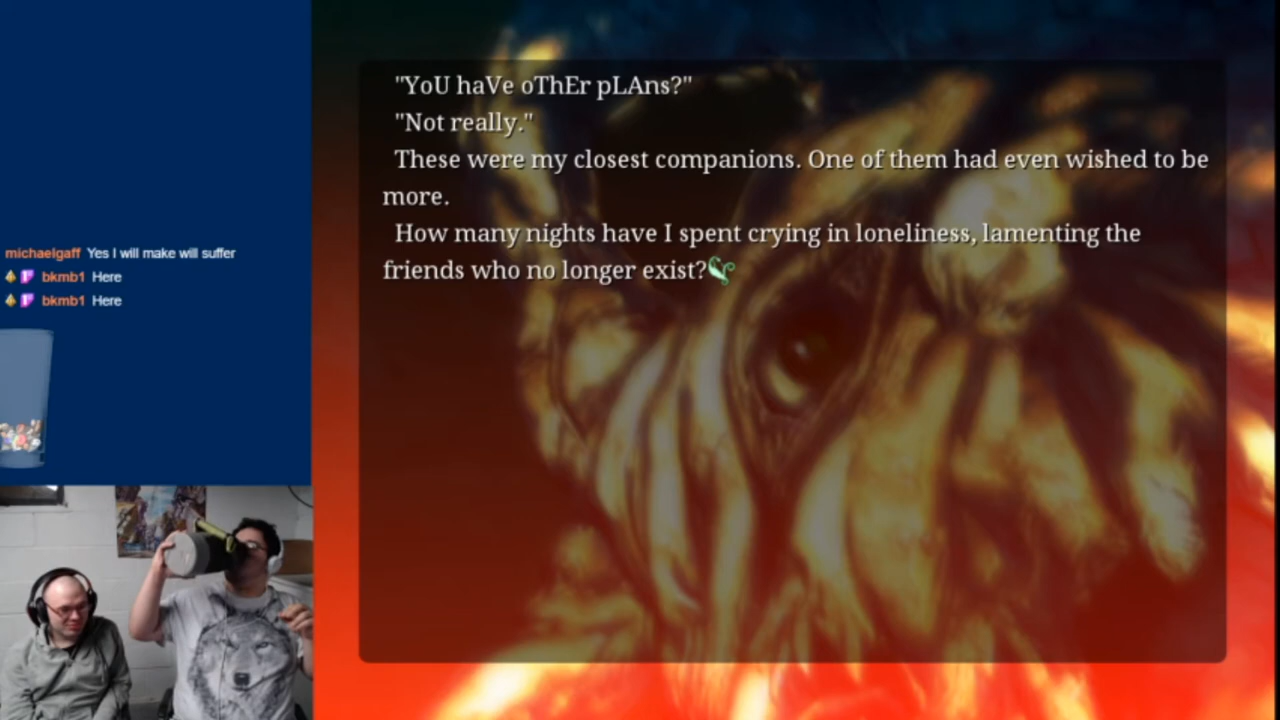 "YoU haVe oThEr pLAns?"
"Not really."
These were my closest companions. One of them had even wished to be
more.
How many nights have I spent crying in loneliness, lamenting the
friends who no longer exist?
michaelgaff Yes I will make will suffer
bkmb1 Here
bkmb1 Here